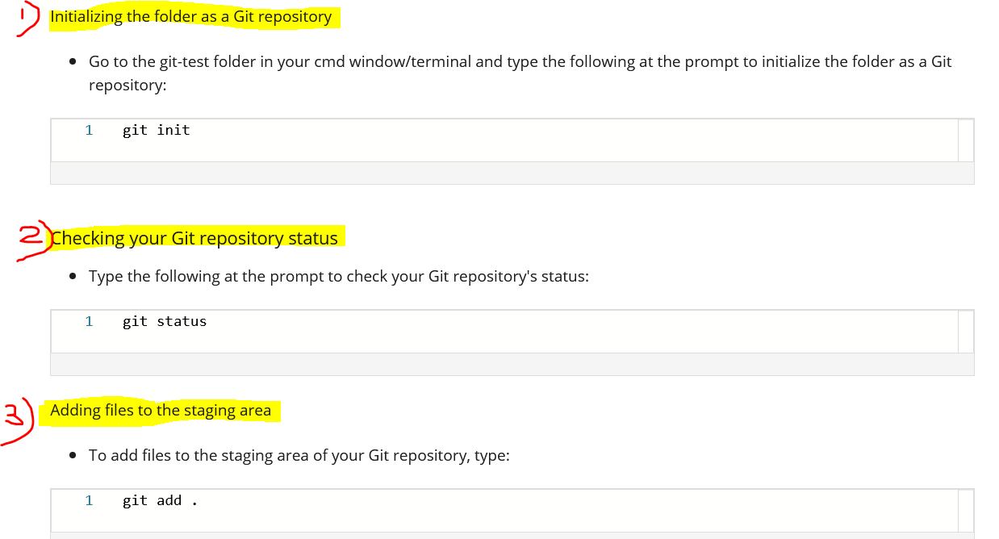 1) Initializing the folder as a Git repository
• Go to the git-test folder in your cmd window/terminal and type the following at the prompt to initialize the folder as a Git
repository:
1 git init
2) Checking your Git repository status
• Type the following at the prompt to check your Git repository's status:
1 git status
3) Adding files to the staging area
• To add files to the staging area of your Git repository, type:
1 git add .